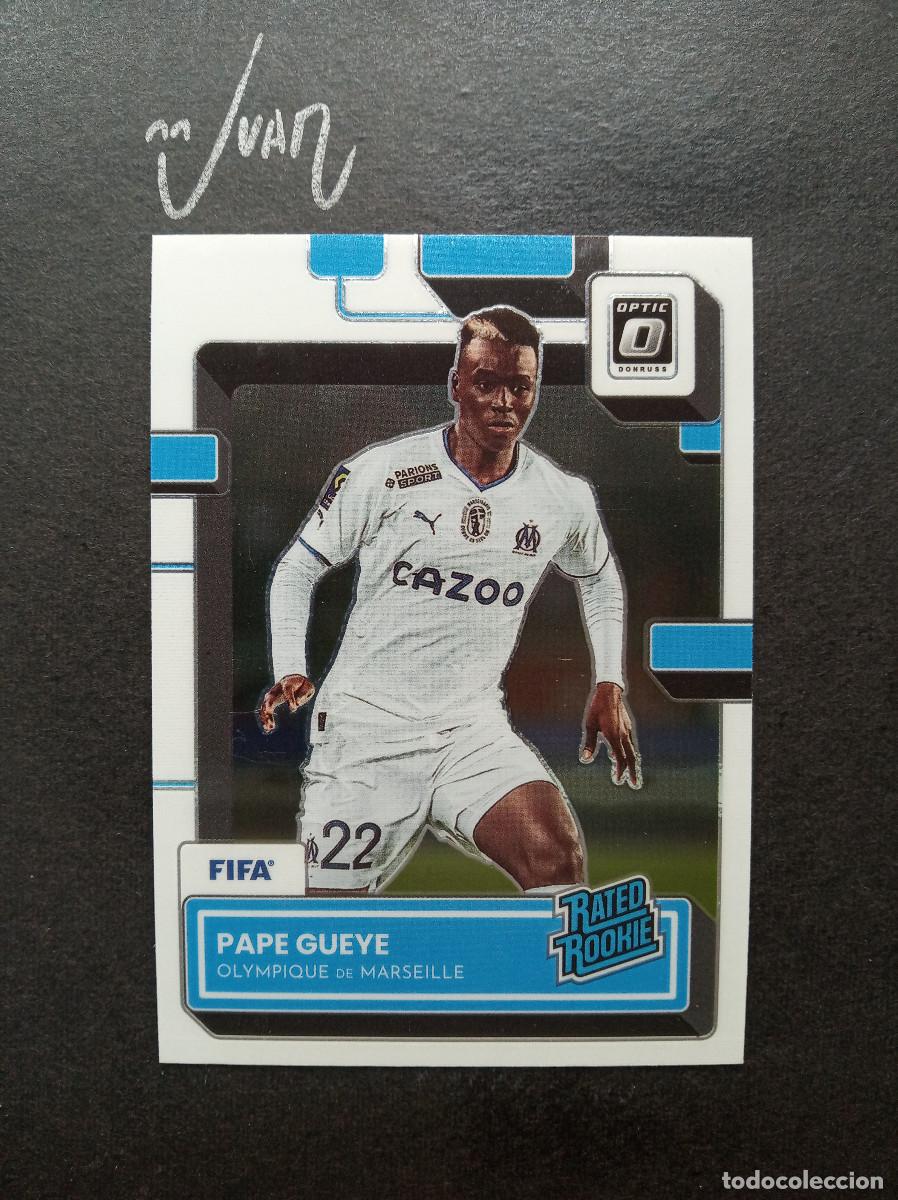 Juan
OPTIC
DONRUSS
PARIONS
SPORT
CAZOO
22
FIFA®
RATED
ROOKIE
PAPE GUEYE
OLYMPIQUE DE MARSEILLE
todocoleccion